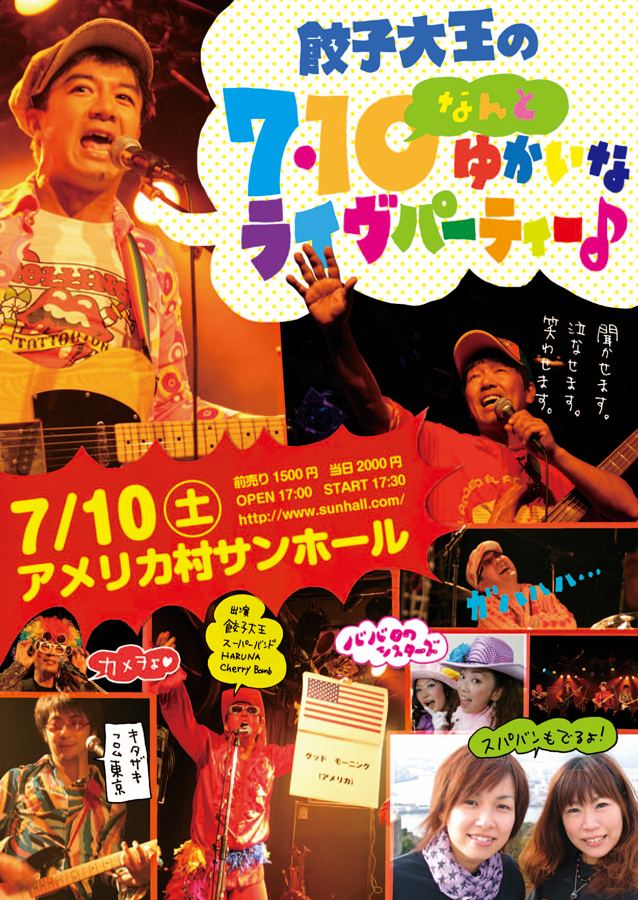 餃子大王の
7・10 なんと ゆかいな
ライヴパーティー♪
聞かせます。
泣なせます。
笑わせます。
TATTOO YOU
前売り1500円 当日2000円
OPEN 17:00 START 17:30
http://www.sunhall.com/
7/10 土
アメリカ村サンホール
ガハハハハ…
出演
餃子大王
スーパーバンド
HARUNA
Cherry Bomb
カメヲよ♥
ババロワ
シスターズ
キタザキ
フロム東京
グッド モーニング
(アメリカ)
スパバンもでるよ!